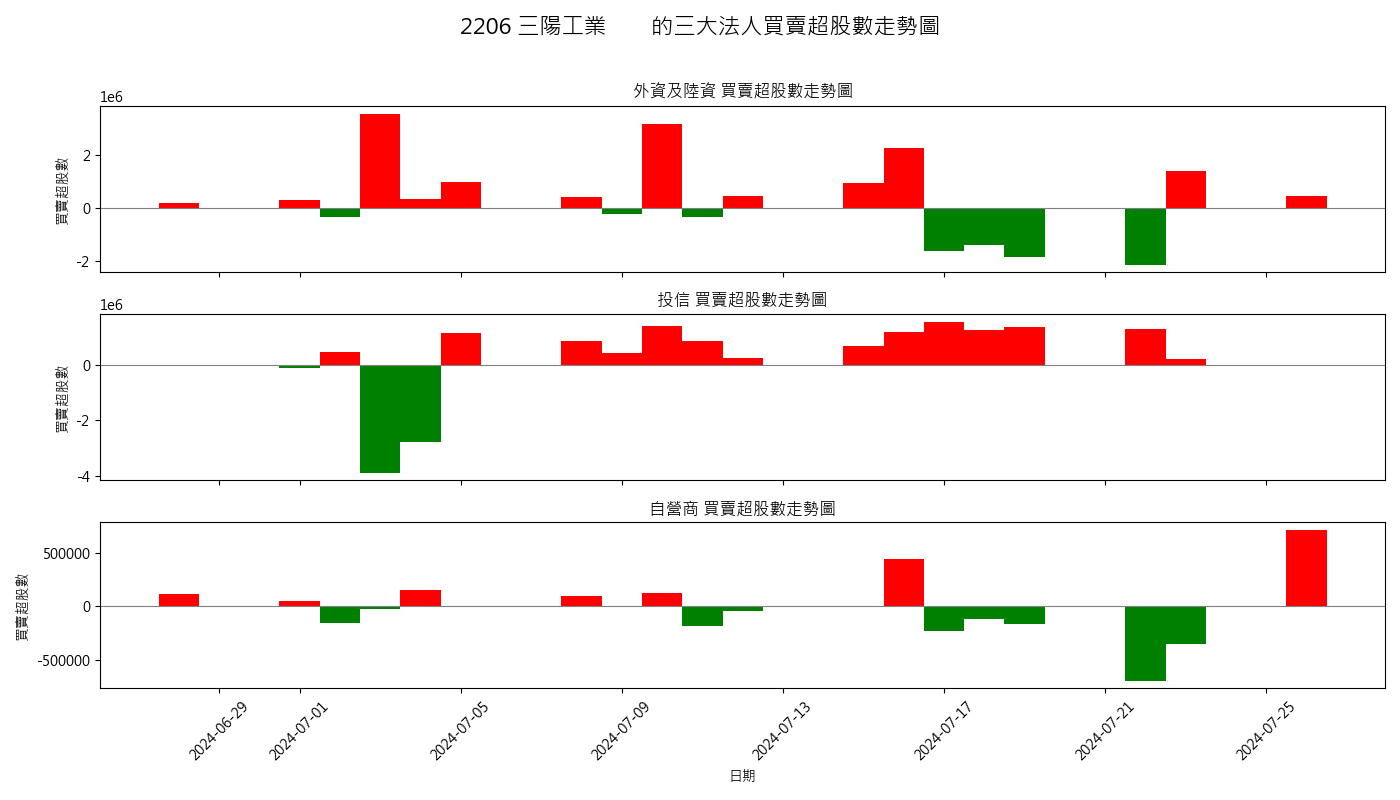 2206 三陽工業　　的三大法人買賣超股數走勢圖
外資及陸資 買賣超股數走勢圖
1e6
買賣超股數
2
0
-2
投信 買賣超股數走勢圖
1e6
買賣超股數
0
-2
-4
自營商 買賣超股數走勢圖
買賣超股數
500000
0
-500000
2024-06-29
2024-07-01
2024-07-05
2024-07-09
2024-07-13
2024-07-17
2024-07-21
2024-07-25
日期